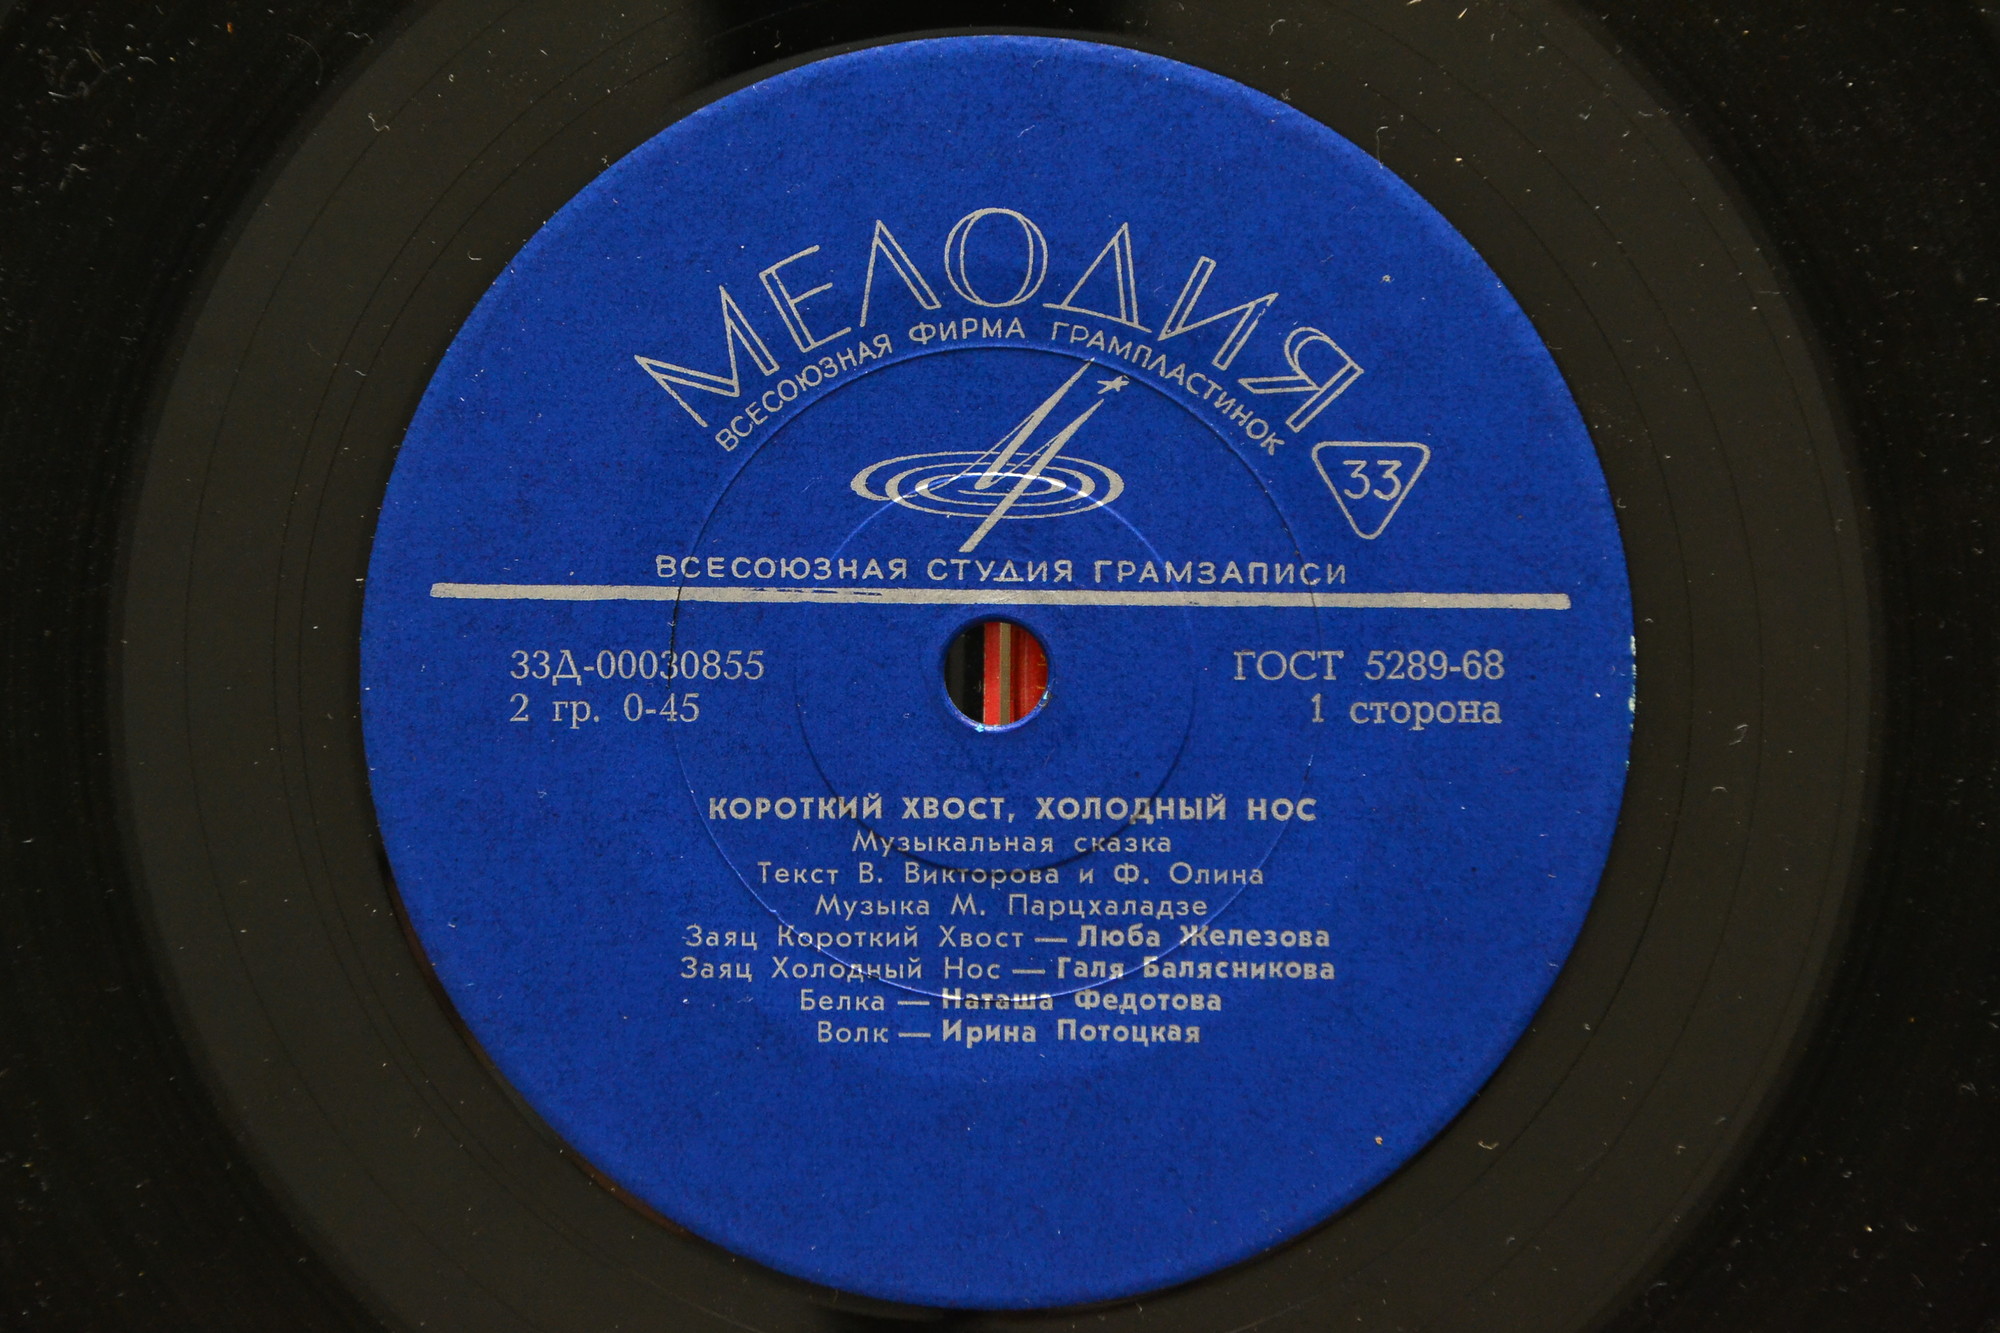 МЕЛОДИЯ
ВСЕСОЮЗНАЯ ФИРМА ГРАМПЛАСТИНОК
33
ВСЕСОЮЗНАЯ СТУДИЯ ГРАМЗАПИСИ
33Д-00030855
2 гр. 0-45
ГОСТ 5289-68
1 сторона
КОРОТКИЙ ХВОСТ, ХОЛОДНЫЙ НОС
Музыкальная сказка
Текст В. Викторова и Ф. Олина
Музыка М. Парцхаладзе
Заяц Короткий Хвост — Люба Железова
Заяц Холодный Нос — Галя Балясникова
Белка — Наташа Федотова
Волк — Ирина Потоцкая